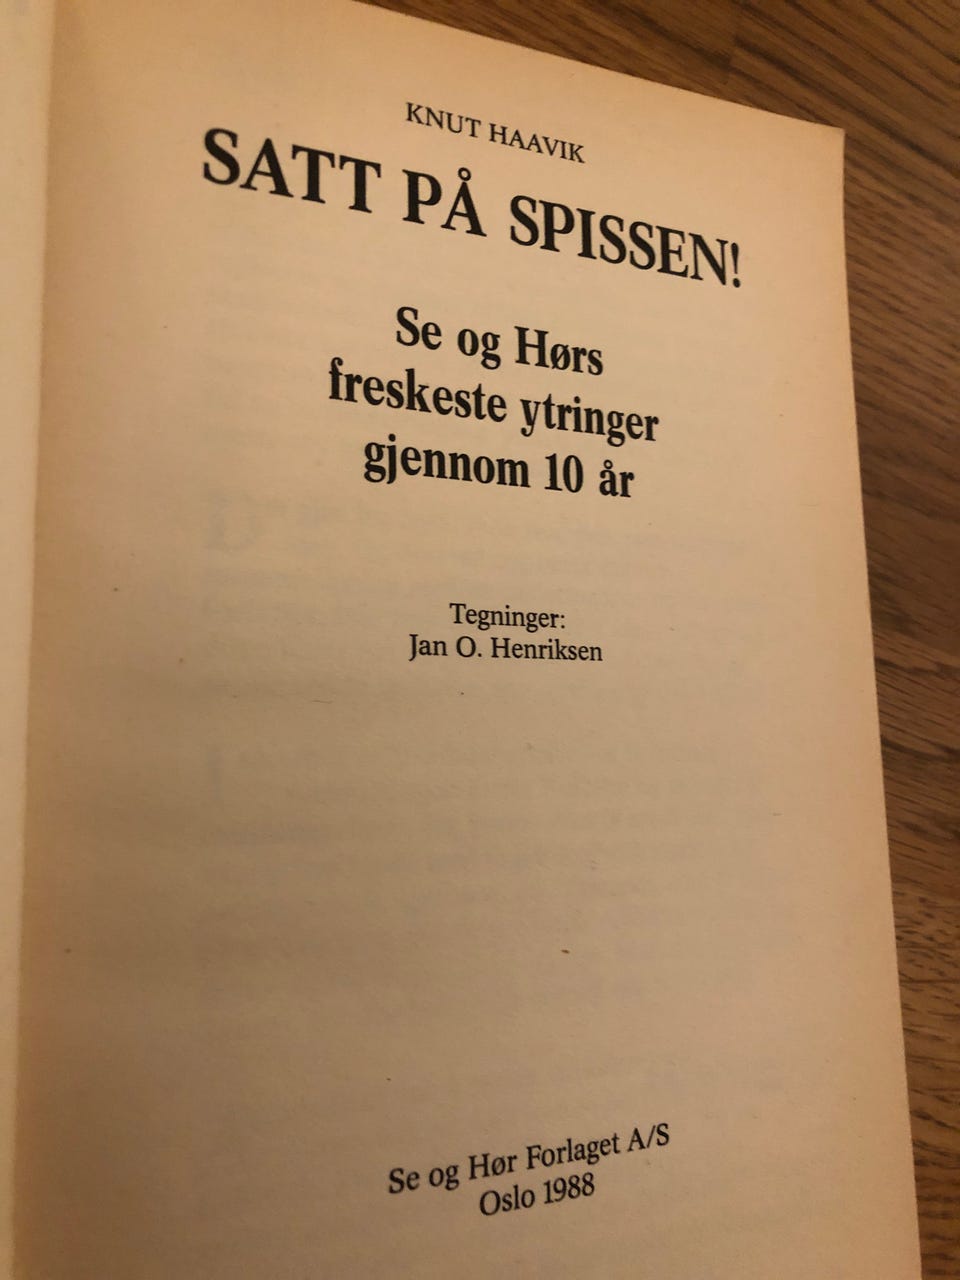 KNUT HAAVIK
SATT PÅ SPISSEN!
Se og Hørs
freskeste ytringer
gjennom 10 år
Tegninger:
Jan O. Henriksen
Se og Hør Forlaget A/S
Oslo 1988